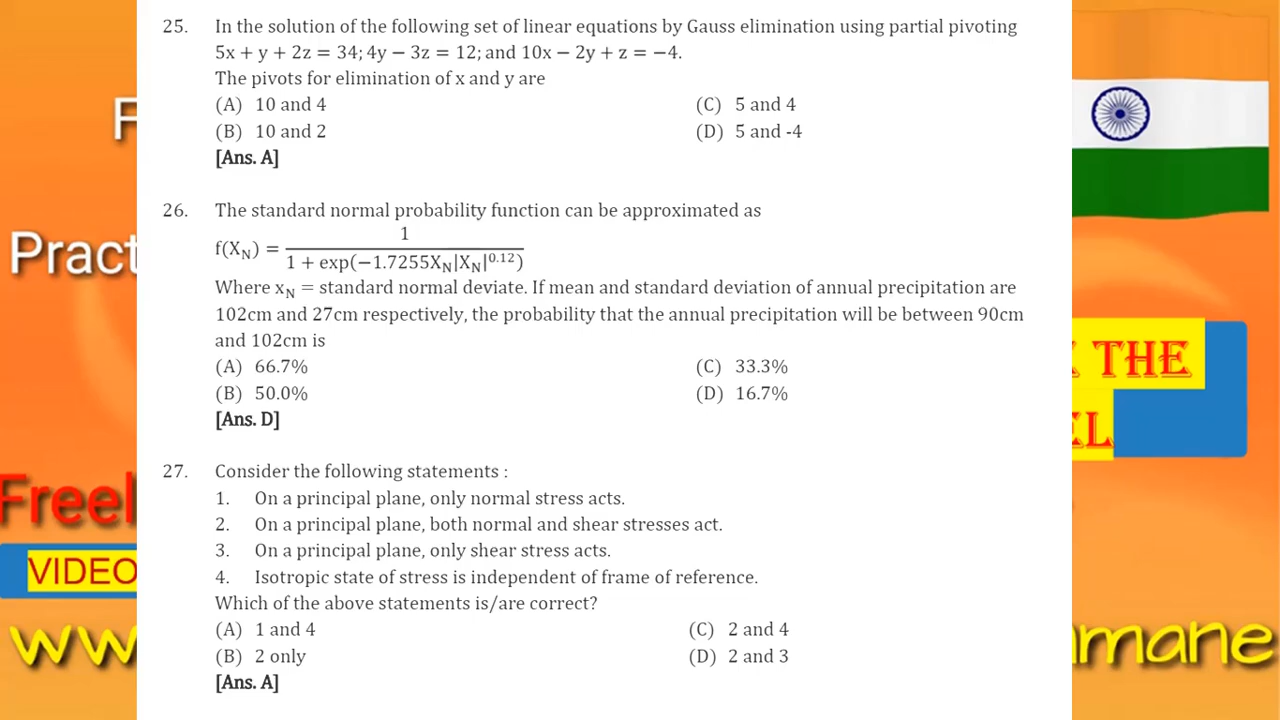 25. In the solution of the following set of linear equations by Gauss elimination using partial pivoting
5x + y + 2z = 34; 4y − 3z = 12; and 10x − 2y + z = −4.
The pivots for elimination of x and y are
(A) 10 and 4 (C) 5 and 4
(B) 10 and 2 (D) 5 and -4
[Ans. A]
26. The standard normal probability function can be approximated as
f(X_N) = 1 / (1 + exp(−1.7255X_N|X_N|^0.12))
Where x_N = standard normal deviate. If mean and standard deviation of annual precipitation are
102cm and 27cm respectively, the probability that the annual precipitation will be between 90cm
and 102cm is
(A) 66.7% (C) 33.3%
(B) 50.0% (D) 16.7%
[Ans. D]
27. Consider the following statements :
1. On a principal plane, only normal stress acts.
2. On a principal plane, both normal and shear stresses act.
3. On a principal plane, only shear stress acts.
4. Isotropic state of stress is independent of frame of reference.
Which of the above statements is/are correct?
(A) 1 and 4 (C) 2 and 4
(B) 2 only (D) 2 and 3
[Ans. A]
F
Pract
Freel
VIDEO
ww
THE
EL
mane